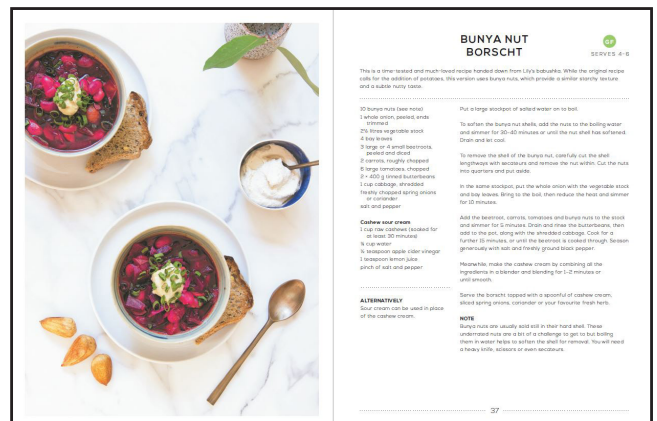 BUNYA NUT
BORSCHT
GF
SERVES 4–6
This is a time-tested and much-loved recipe handed down from Lily's babushka. While the original recipe
calls for the addition of potatoes, this version uses bunya nuts, which provide a similar starchy texture
and a subtle nutty taste.
10 bunya nuts (see note)
1 whole onion, peeled, ends
trimmed
2½ litres vegetable stock
4 bay leaves
3 large or 4 small beetroots,
peeled and diced
2 carrots, roughly chopped
6 large tomatoes, chopped
2 × 400 g tinned butterbeans
1 cup cabbage, shredded
freshly chopped spring onions
or coriander
salt and pepper
Cashew sour cream
1 cup raw cashews (soaked for
at least 30 minutes)
cup water
teaspoon apple cider vinegar
1 teaspoon lemon juice
pinch of salt and pepper
ALTERNATIVELY
Sour cream can be used in place
of the cashew cream.
Put a large stockpot of salted water on to boil.
To soften the bunya nut shells, add the nuts to the boiling water
and simmer for 30–40 minutes or until the nut shell has softened.
Drain and let cool.
To remove the shell of the bunya nut, carefully cut the shell
lengthways with secateurs and remove the nut within. Cut the nuts
into quarters and put aside.
In the same stockpot, put the whole onion with the vegetable stock
and bay leaves. Bring to the boil, then reduce the heat and simmer
for 10 minutes.
Add the beetroot, carrots, tomatoes and bunya nuts to the stock
and simmer for 5 minutes. Drain and rinse the butterbeans, then
add to the pot, along with the shredded cabbage. Cook for a
further 15 minutes, or until the beetroot is cooked through. Season
generously with salt and freshly ground black pepper.
Meanwhile, make the cashew cream by combining all the
ingredients in a blender and blending for 1–2 minutes or
until smooth.
Serve the borscht topped with a spoonful of cashew cream,
sliced spring onions, coriander or your favourite fresh herb.
NOTE
Bunya nuts are usually sold still in their hard shell. These
underrated nuts are a bit of a challenge to get to but boiling
them in water helps to soften the shell for removal. You will need
a heavy knife, scissors or even secateurs.
37